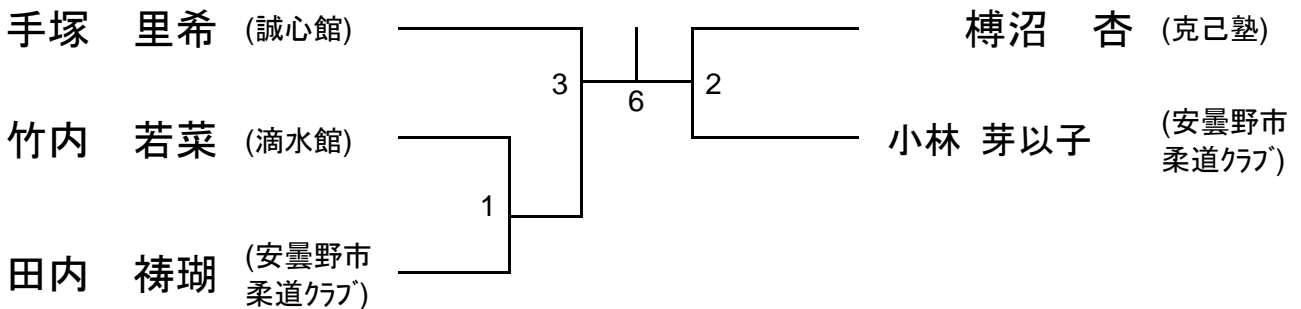 手塚　里希 (誠心館)
榑沼　杏 (克己塾)
3
2
6
竹内　若菜 (滴水館)
小林 芽以子 (安曇野市
柔道ｸﾗﾌﾞ)
1
田内　祷瑚 (安曇野市
柔道ｸﾗﾌﾞ)